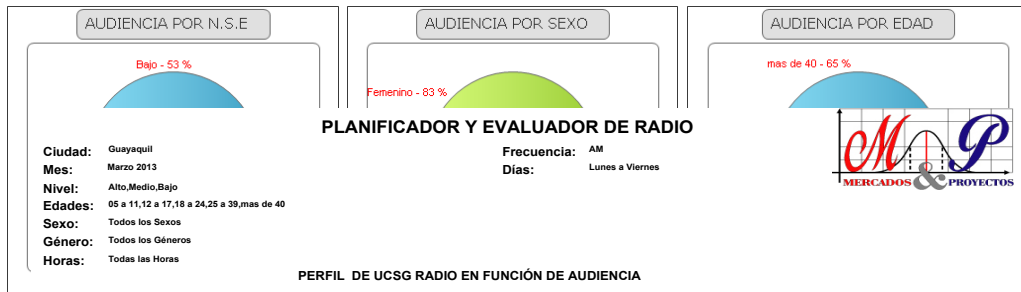 AUDIENCIA POR N.S.E
AUDIENCIA POR SEXO
AUDIENCIA POR EDAD
Bajo - 53 %
Femenino - 83 %
mas de 40 - 65 %
PLANIFICADOR Y EVALUADOR DE RADIO
Ciudad: Guayaquil
Frecuencia: AM
Mes: Marzo 2013
Días: Lunes a Viernes
Nivel: Alto,Medio,Bajo
Edades: 05 a 11,12 a 17,18 a 24,25 a 39,mas de 40
Sexo: Todos los Sexos
Género: Todos los Géneros
Horas: Todas las Horas
M P
MERCADOS & PROYECTOS
PERFIL DE UCSG RADIO EN FUNCIÓN DE AUDIENCIA